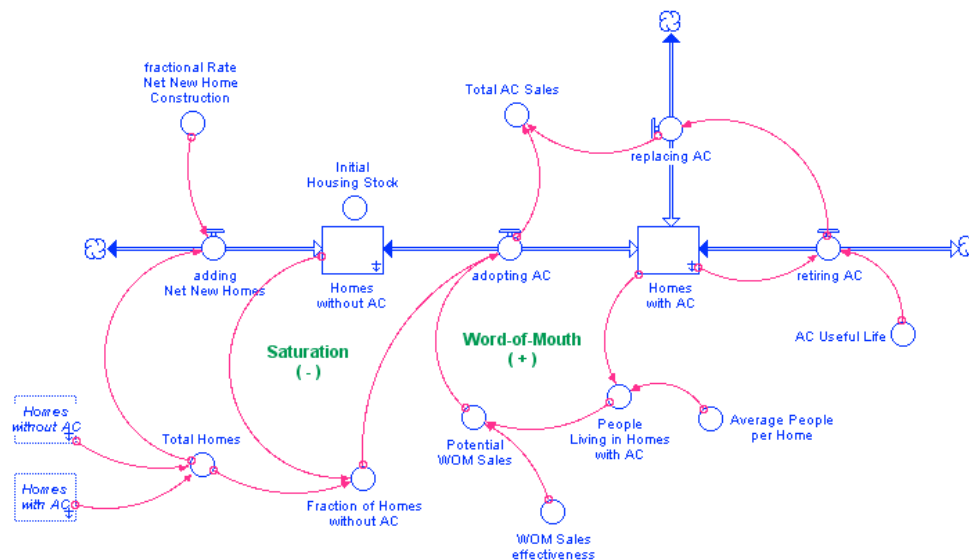 fractional Rate
Net New Home
Construction
Total AC Sales
replacing AC
Initial
Housing Stock
adding
Net New Homes
Homes
without AC
adopting AC
Homes
with AC
retiring AC
Saturation
( - )
Word-of-Mouth
( + )
AC Useful Life
Homes
without AC
Homes
with AC
Total Homes
Fraction of Homes
without AC
Potential
WOM Sales
People
Living in Homes
with AC
Average People
per Home
WOM Sales
effectiveness